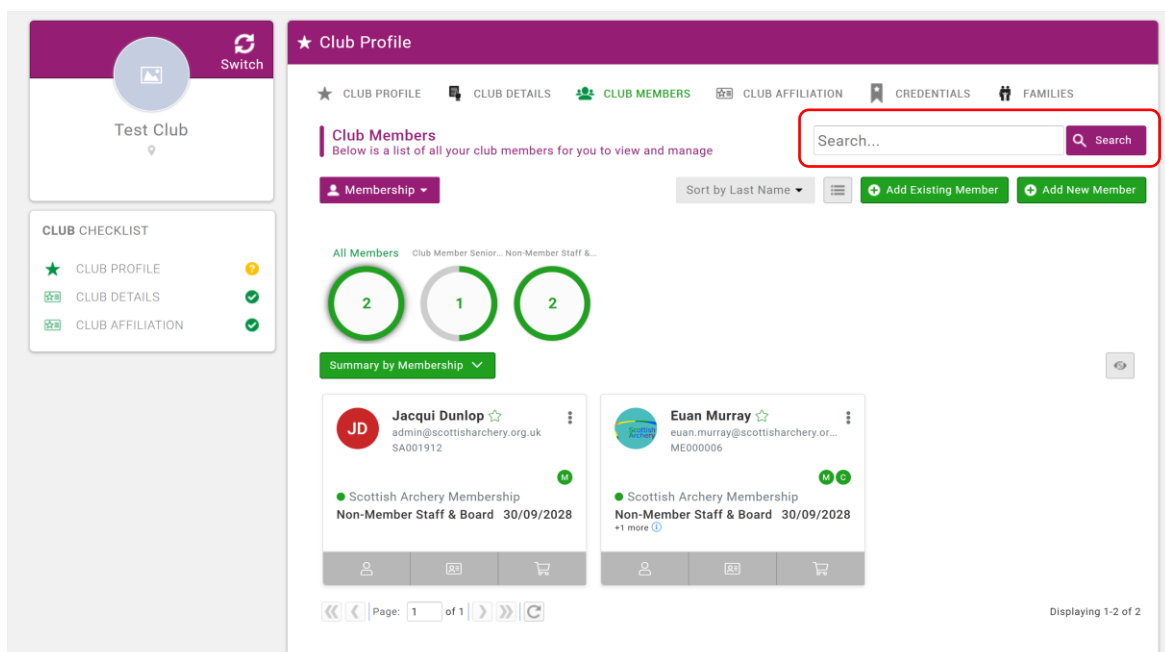 Switch
Test Club
CLUB CHECKLIST
CLUB PROFILE
CLUB DETAILS
CLUB AFFILIATION
Club Profile
CLUB PROFILE CLUB DETAILS CLUB MEMBERS CLUB AFFILIATION CREDENTIALS FAMILIES
Club Members
Below is a list of all your club members for you to view and manage
Search... Search
Membership Sort by Last Name Add Existing Member Add New Member
All Members Club Member Senior... Non-Member Staff &...
2 1 2
Summary by Membership
JD
Jacqui Dunlop
admin@scottisharchery.org.uk
SA001912
M
Scottish Archery Membership
Non-Member Staff & Board 30/09/2028
Scottish
Archery
Euan Murray
euan.murray@scottisharchery.or...
ME000006
M C
Scottish Archery Membership
Non-Member Staff & Board 30/09/2028
+1 more
Page: 1 of 1 Displaying 1-2 of 2